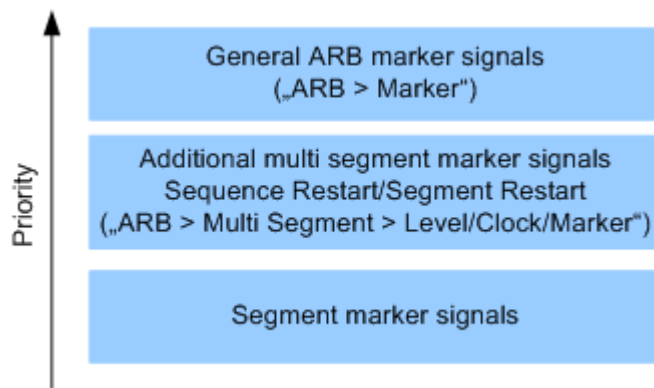 Priority
General ARB marker signals
(„ARB > Marker“)
Additional multi segment marker signals
Sequence Restart/Segment Restart
(„ARB > Multi Segment > Level/Clock/Marker“)
Segment marker signals